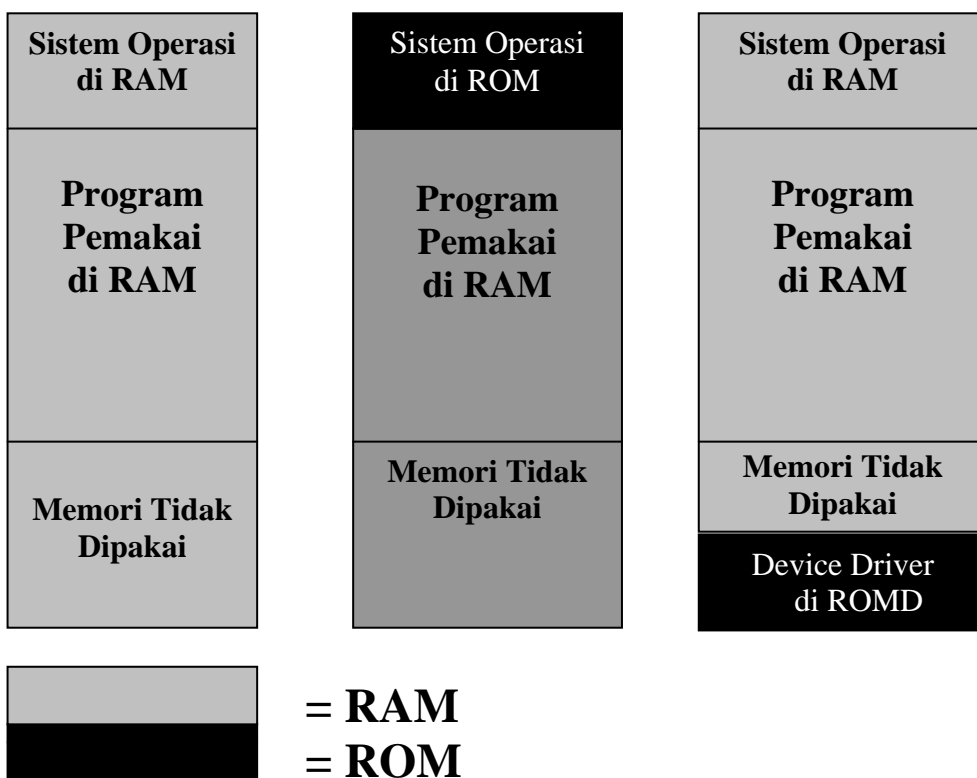 Sistem Operasi
di RAM
Program
Pemakai
di RAM
Memori Tidak
Dipakai
Sistem Operasi
di ROM
Program
Pemakai
di RAM
Memori Tidak
Dipakai
Sistem Operasi
di RAM
Program
Pemakai
di RAM
Memori Tidak
Dipakai
Device Driver
di ROMD
= RAM
= ROM